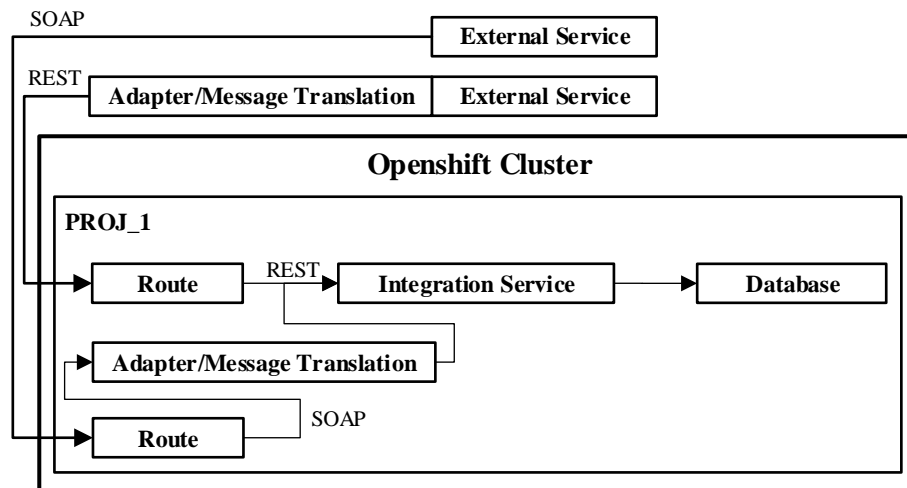 SOAP
External Service
REST
Adapter/Message Translation
External Service
Openshift Cluster
PROJ_1
Route
REST
Integration Service
Database
Adapter/Message Translation
SOAP
Route